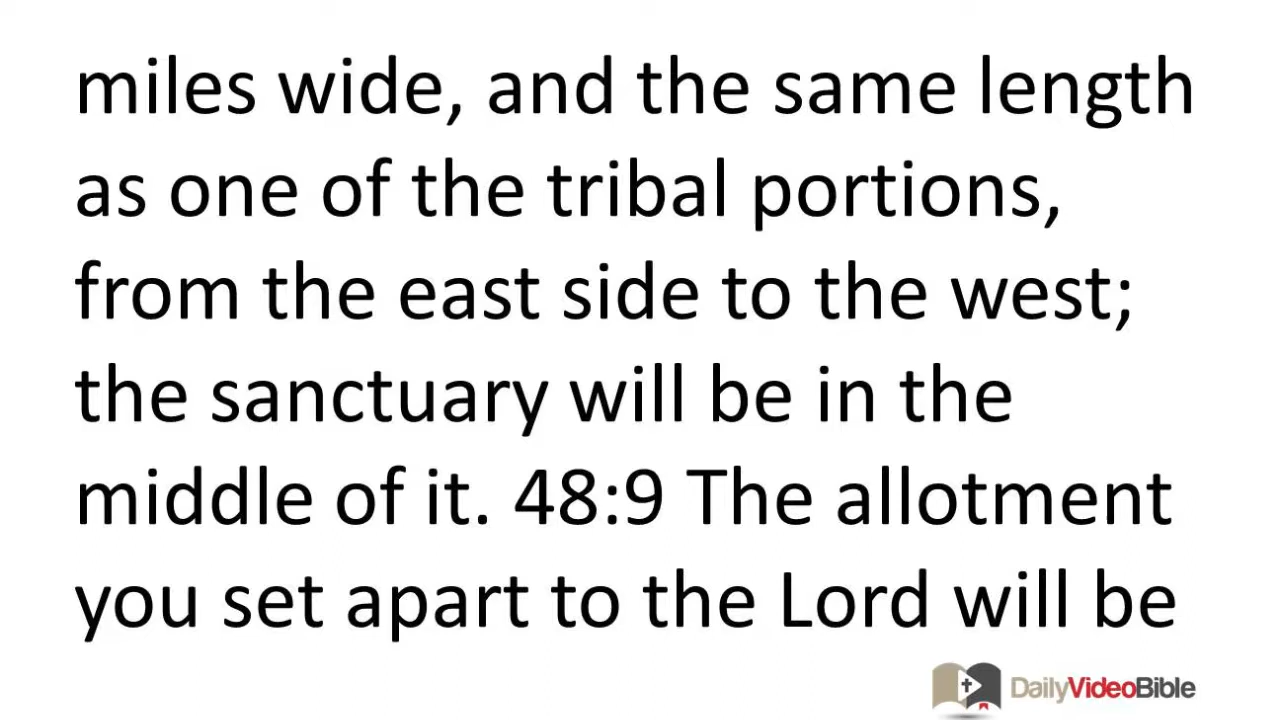 miles wide, and the same length
as one of the tribal portions,
from the east side to the west;
the sanctuary will be in the
middle of it. 48:9 The allotment
you set apart to the Lord will be
DailyVideoBible